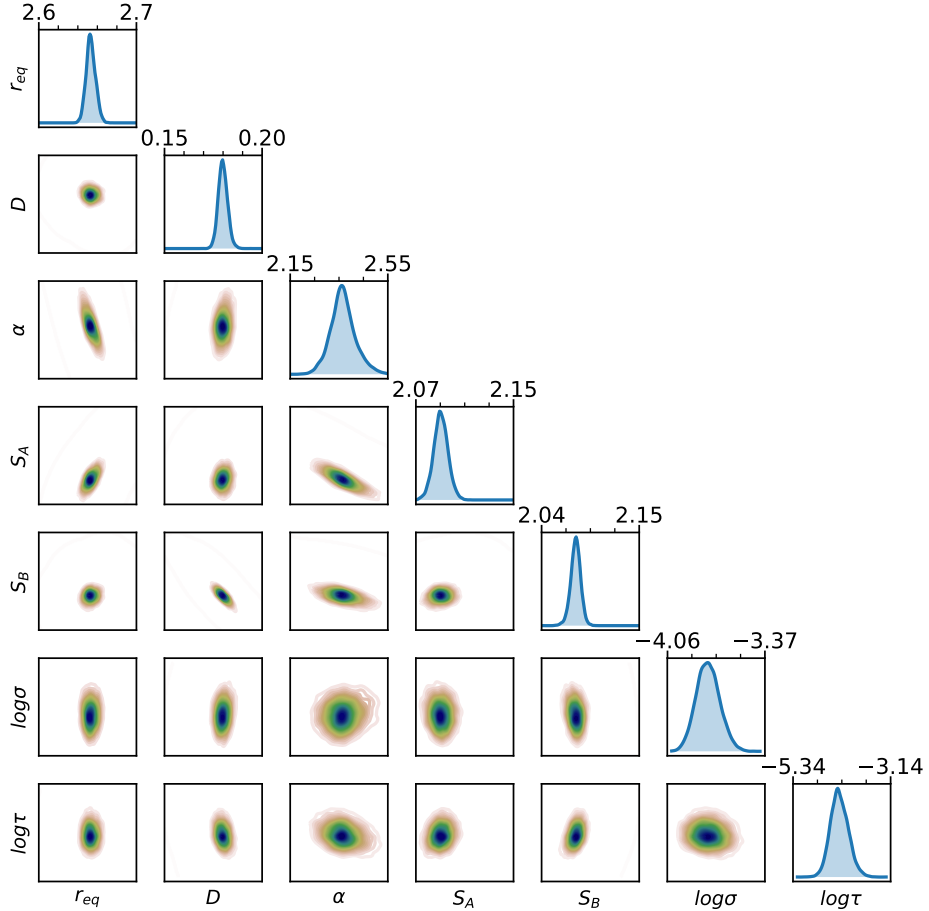 2.6 2.7
r_eq
0.15 0.20
D
2.15 2.55
α
2.07 2.15
S_A
2.04 2.15
S_B
−4.06 −3.37
logσ
−5.34 −3.14
logτ
r_eq D α S_A S_B logσ logτ